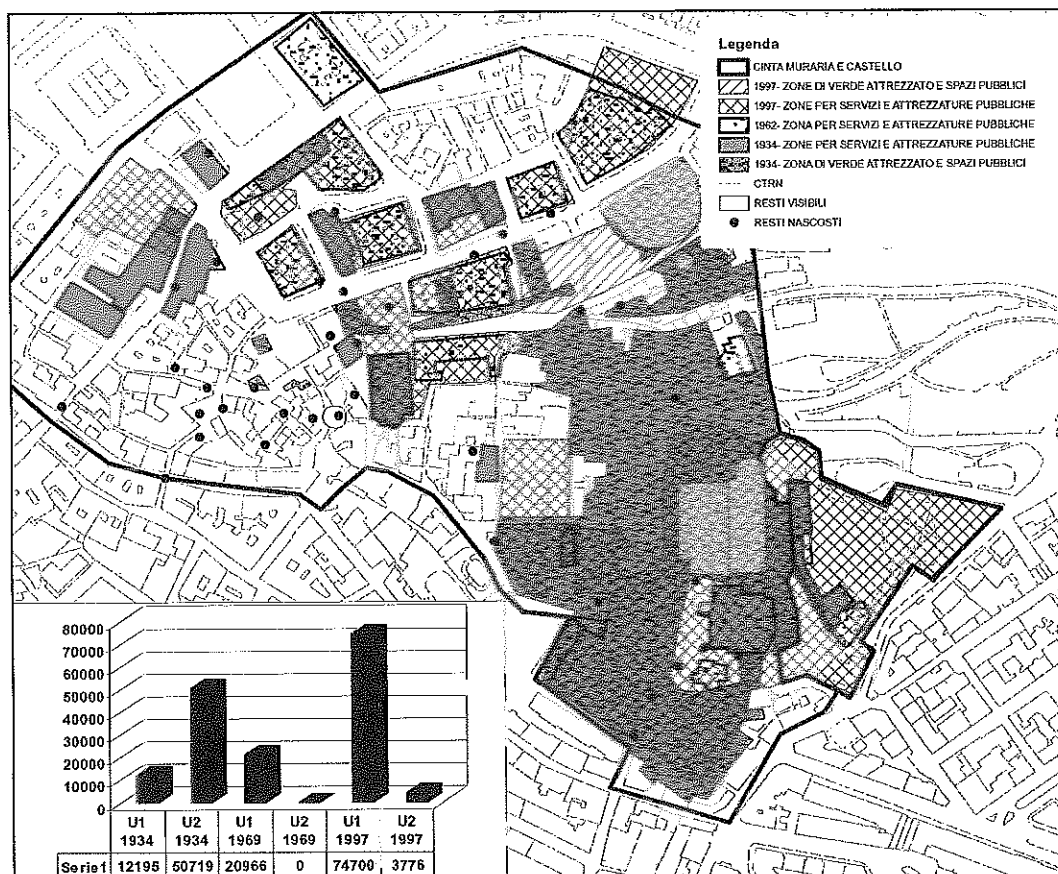 Legenda
CINTA MURARIA E CASTELLO
1997- ZONE DI VERDE ATTREZZATO E SPAZI PUBBLICI
1997- ZONE PER SERVIZI E ATTREZZATURE PUBBLICHE
1962- ZONA PER SERVIZI E ATTREZZATURE PUBBLICHE
1934- ZONE PER SERVIZI E ATTREZZATURE PUBBLICHE
1934- ZONA DI VERDE ATTREZZATO E SPAZI PUBBLICI
CTRN
RESTI VISIBILI
RESTI NASCOSTI
80000
70000
60000
50000
40000
30000
20000
10000
0
U1 U2 U1 U2 U1 U2
1934 1934 1969 1969 1997 1997
Serie1 12195 50719 20966 0 74700 3776